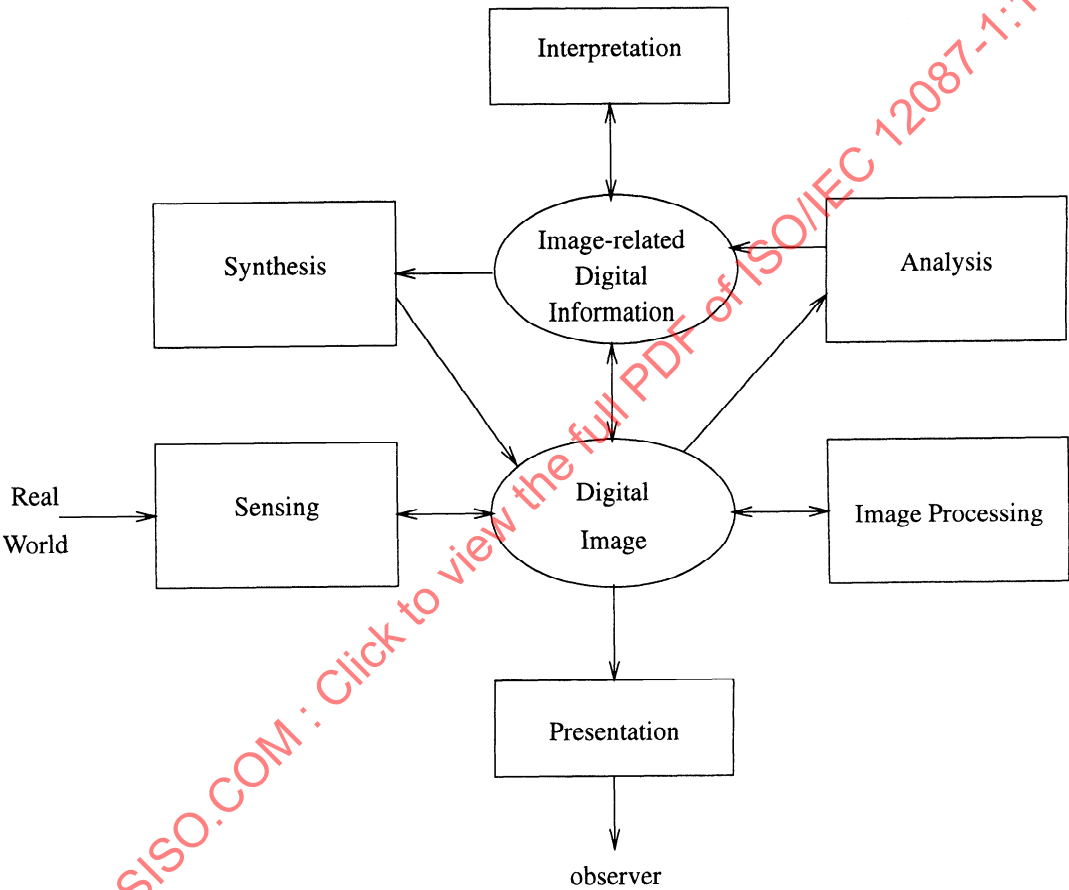 Interpretation
Synthesis
Image-related
Digital
Information
Analysis
Real
World
Sensing
Digital
Image
Image Processing
Presentation
observer
SISO.COM : Click to view the full PDF of ISO/IEC 12087-1:1